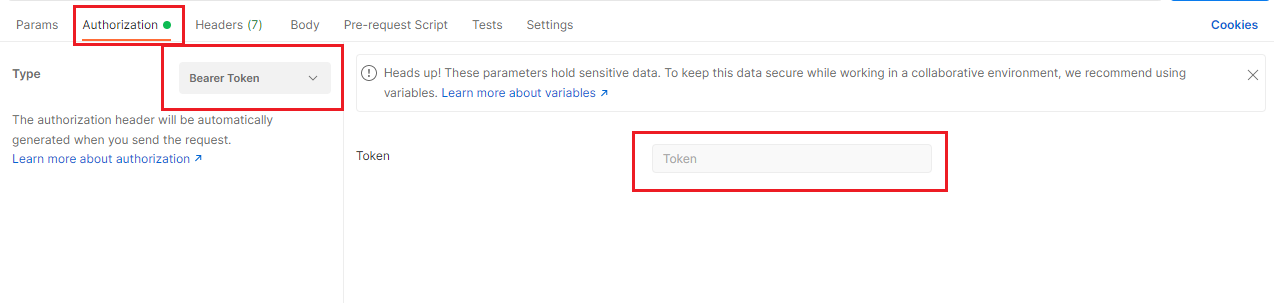 Params Authorization Headers (7) Body Pre-request Script Tests Settings Cookies
Type Bearer Token
Heads up! These parameters hold sensitive data. To keep this data secure while working in a collaborative environment, we recommend using
variables. Learn more about variables ↗
The authorization header will be automatically
generated when you send the request.
Learn more about authorization ↗
Token Token